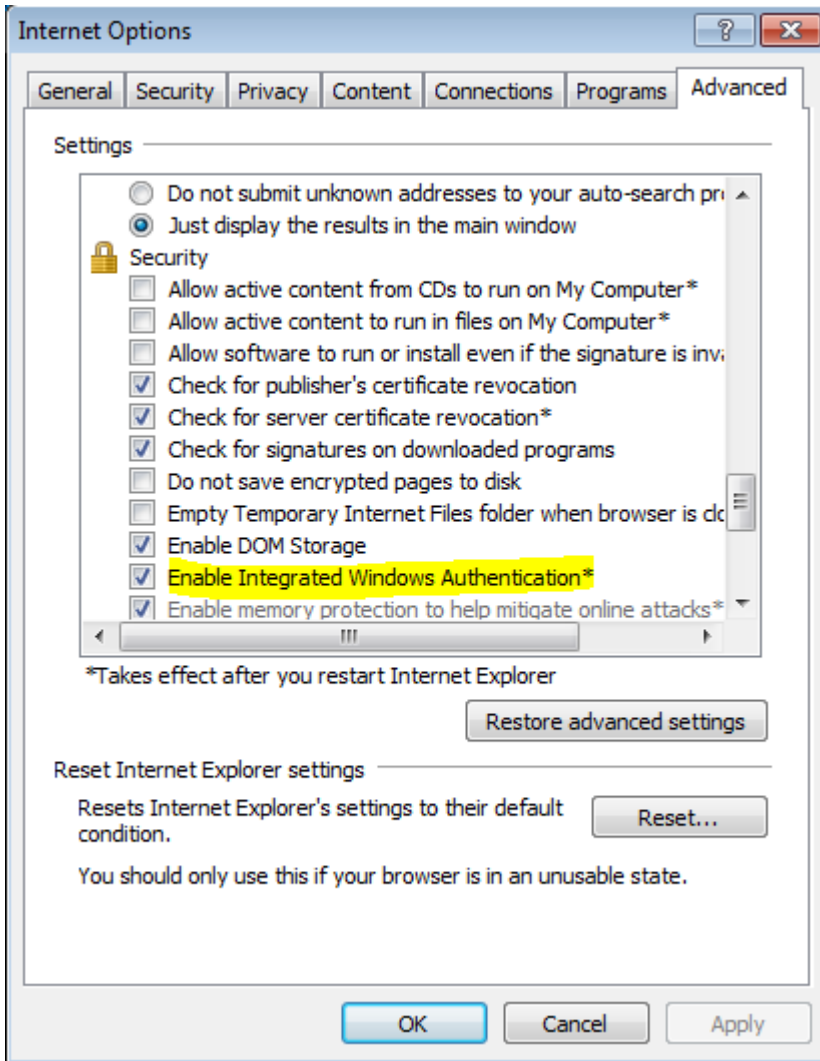 Internet Options
General Security Privacy Content Connections Programs Advanced
Settings
Do not submit unknown addresses to your auto-search pr
Just display the results in the main window
Security
Allow active content from CDs to run on My Computer*
Allow active content to run in files on My Computer*
Allow software to run or install even if the signature is inva
Check for publisher's certificate revocation
Check for server certificate revocation*
Check for signatures on downloaded programs
Do not save encrypted pages to disk
Empty Temporary Internet Files folder when browser is clo
Enable DOM Storage
Enable Integrated Windows Authentication*
Enable memory protection to help mitigate online attacks*
*Takes effect after you restart Internet Explorer
Restore advanced settings
Reset Internet Explorer settings
Resets Internet Explorer's settings to their default
condition.
Reset...
You should only use this if your browser is in an unusable state.
OK Cancel Apply